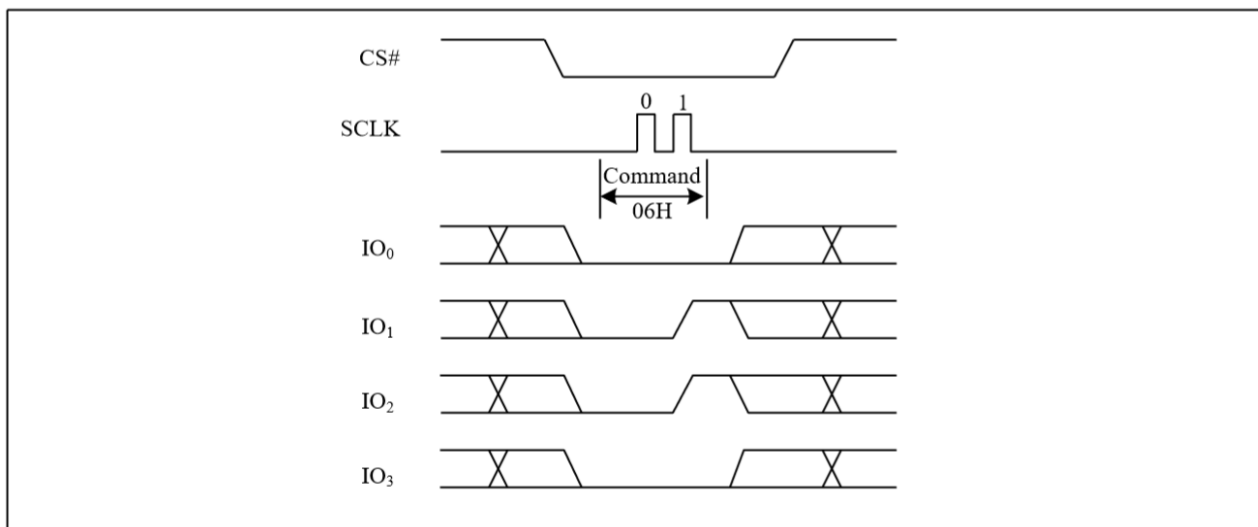 CS#
0 1
SCLK
Command
06H
IO₀
IO₁
IO₂
IO₃